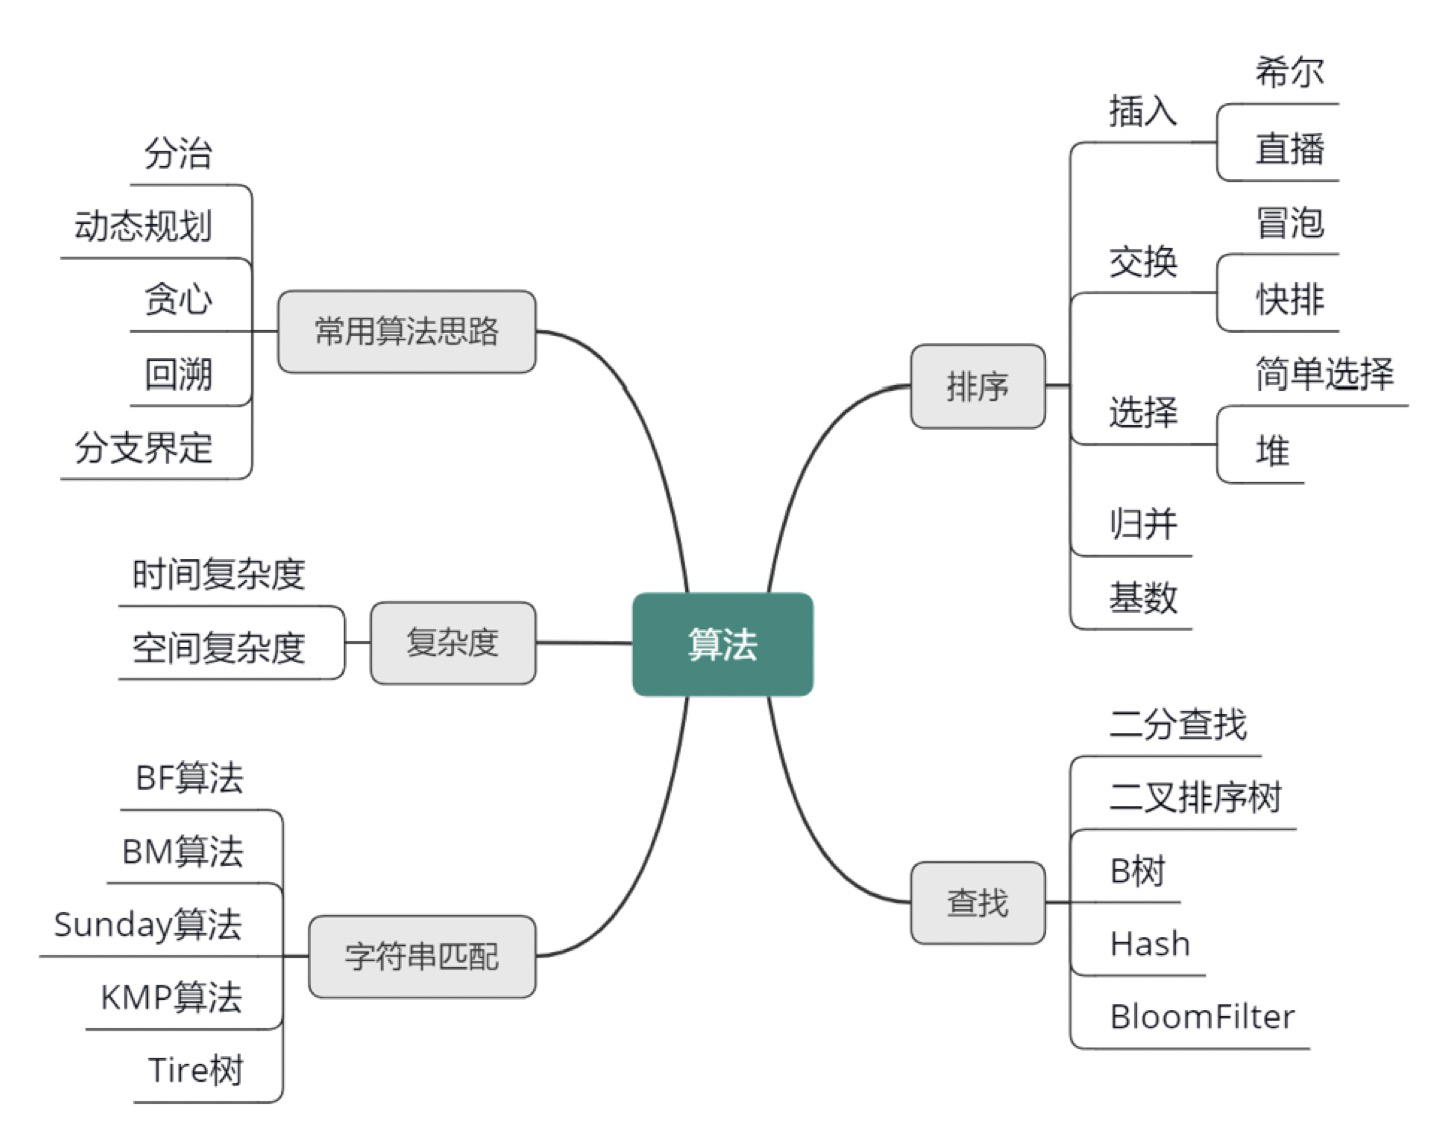 算法
常用算法思路
分治
动态规划
贪心
回溯
分支界定
复杂度
时间复杂度
空间复杂度
字符串匹配
BF算法
BM算法
Sunday算法
KMP算法
Tire树
排序
插入
希尔
直播
交换
冒泡
快排
选择
简单选择
堆
归并
基数
查找
二分查找
二叉排序树
B树
Hash
BloomFilter